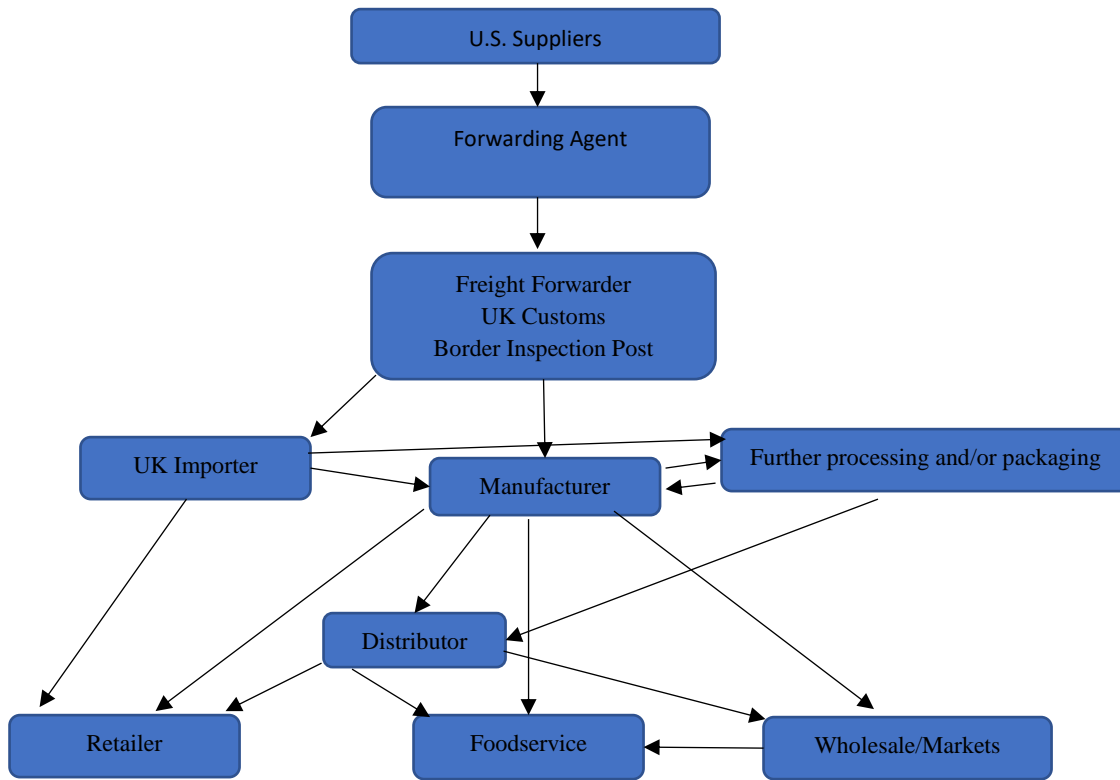 U.S. Suppliers
Forwarding Agent
Freight Forwarder
UK Customs
Border Inspection Post
UK Importer
Manufacturer
Further processing and/or packaging
Distributor
Retailer
Foodservice
Wholesale/Markets